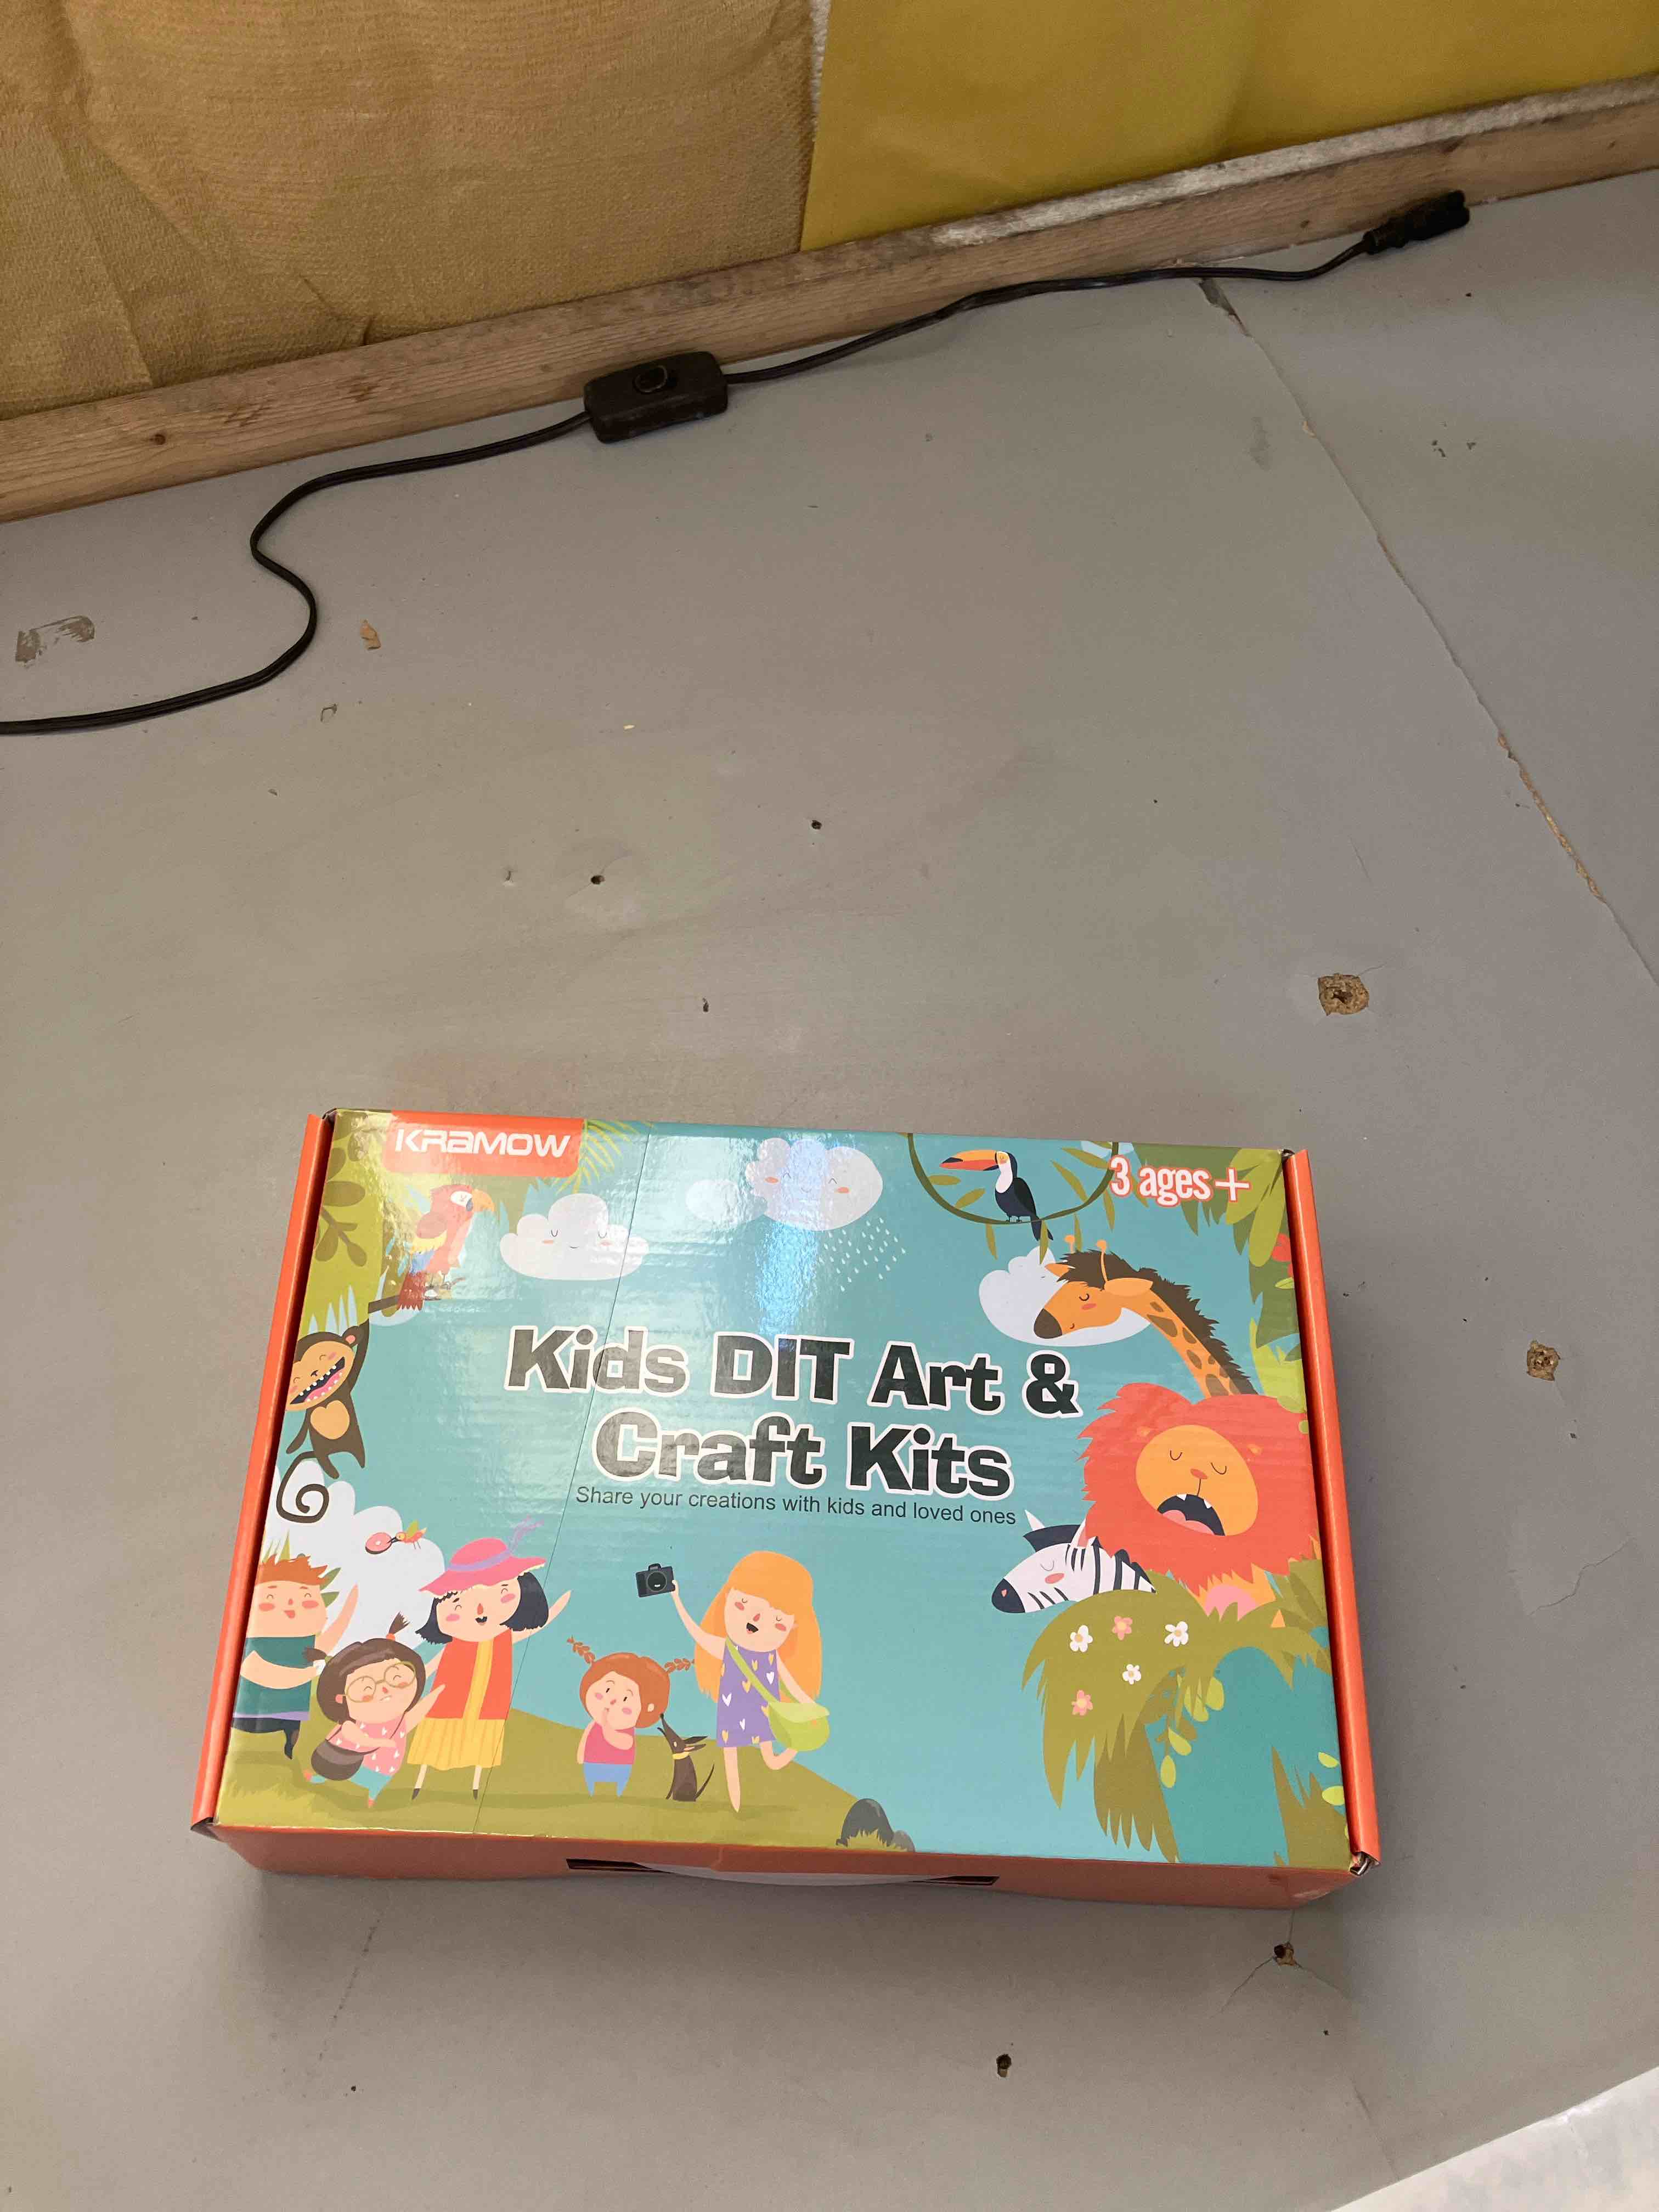 KRAMOW
3 ages+
Kids DIT Art &
Craft Kits
Share your creations with kids and loved ones